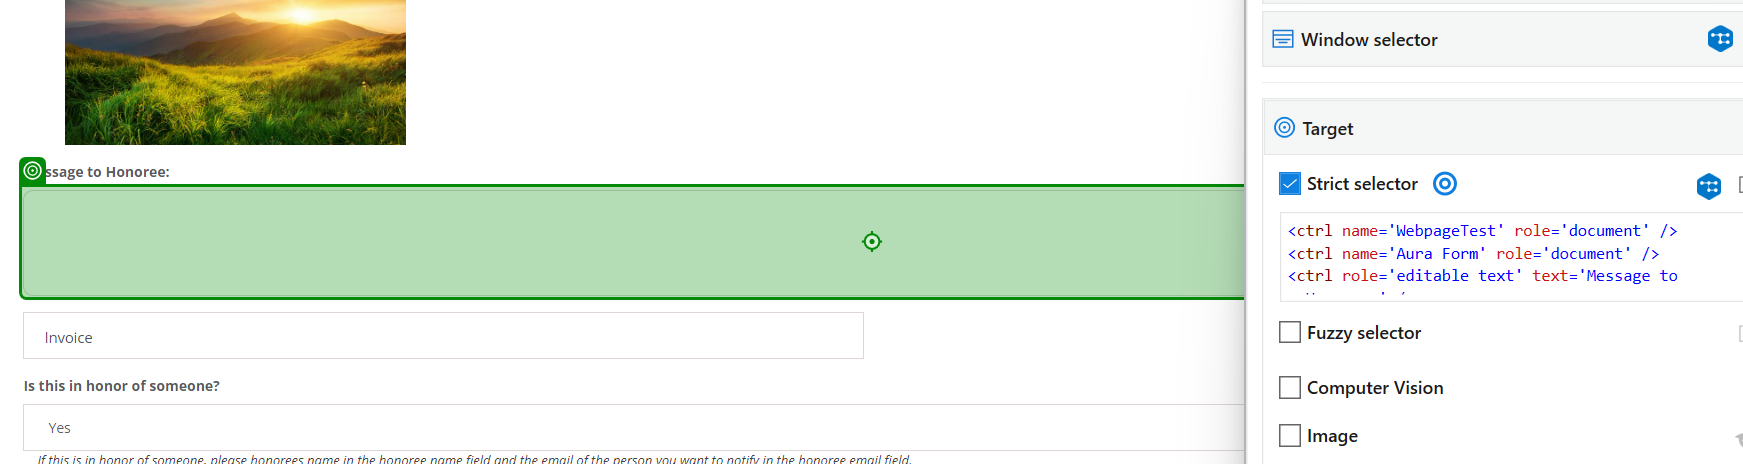 ssage to Honoree:
Invoice
Is this in honor of someone?
Yes
If this is in honor of someone, please honorees name in the honoree name field and the email of the person you want to notify in the honoree email field.
Window selector
Target
Strict selector
<ctrl name='WebpageTest' role='document' />
<ctrl name='Aura Form' role='document' />
<ctrl role='editable text' text='Message to
Fuzzy selector
Computer Vision
Image